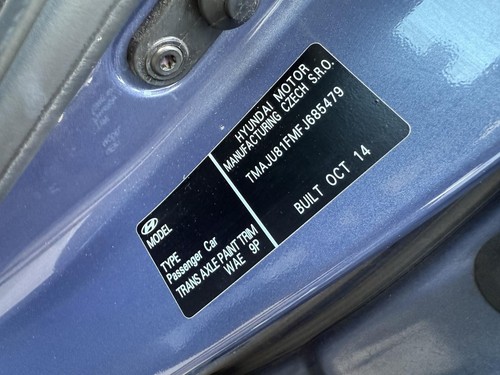 HYUNDAI MOTOR
MANUFACTURING CZECH S.R.O.
TMAJU81FMFJ685479
BUILT OCT 14
MODEL
TYPE
Passenger Car
TRANS AXLE PAINT TRIM
WAE 9P